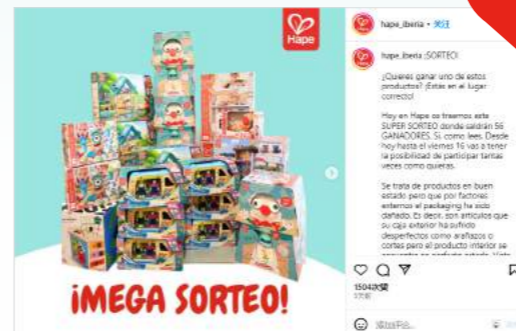 Hape
¡MEGA SORTEO!
hape_iberia • 关注
hape_iberia ¡SORTEO!
¿Quieres ganar uno de estos
productos? ¡Estás en el lugar
correcto!
Hoy en Hape os traemos este
SUPER SORTEO donde saldrán 56
GANADORES. Sí, como lees. Desde
hoy hasta el viernes 16 vas a tener
la posibilidad de participar tantas
veces como quieras.
Se trata de productos en buen
estado pero que por factores
externos el packaging ha sido
dañado. Es decir, son artículos que
su caja exterior ha sufrido
desperfectos como arañazos o
cortes pero el producto interior se
1504次赞
添加评论...